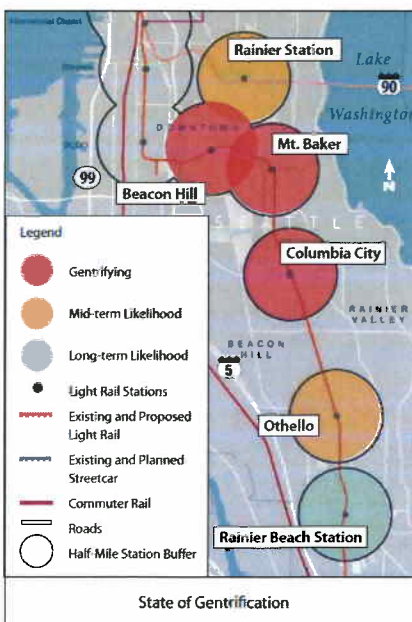 Rainier Station
Lake
90
Washington
DOWNTOWN
Mt. Baker
99
Beacon Hill
N
SEATTLE
Legend
Columbia City
Gentrifying
Mid-term Likelihood
RAINIER
VALLEY
Long-term Likelihood
BEACON
HILL
5
Light Rail Stations
Existing and Proposed
Light Rail
Othello
Existing and Planned
Streetcar
Commuter Rail
Roads
Rainier Beach Station
Half-Mile Station Buffer
State of Gentrification